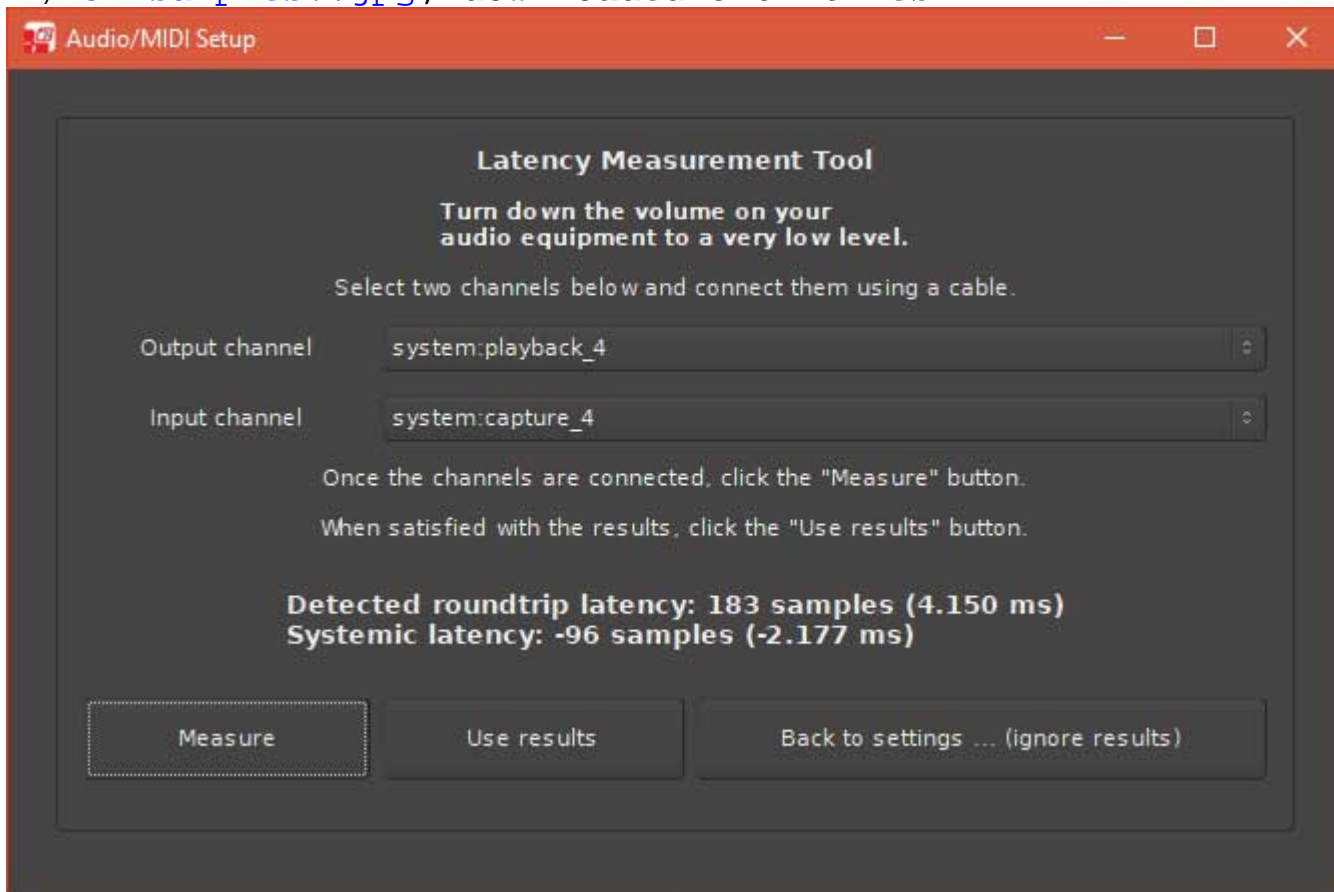 Audio/MIDI Setup
Latency Measurement Tool
Turn down the volume on your
audio equipment to a very low level.
Select two channels below and connect them using a cable.
Output channel system:playback_4
Input channel system:capture_4
Once the channels are connected, click the "Measure" button.
When satisfied with the results, click the "Use results" button.
Detected roundtrip latency: 183 samples (4.150 ms)
Systemic latency: -96 samples (-2.177 ms)
Measure Use results Back to settings ... (ignore results)